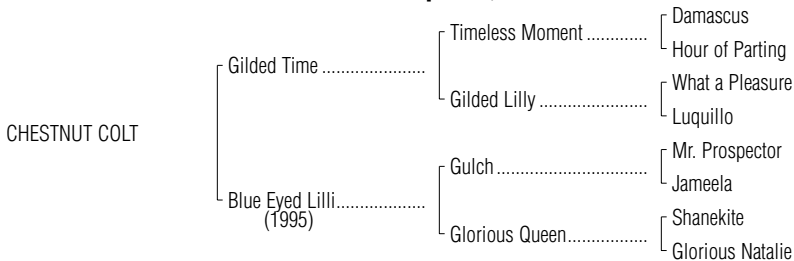 Damascus
Timeless Moment .............
Hour of Parting
Gilded Time ......................
What a Pleasure
Gilded Lilly .......................
Luquillo
CHESTNUT COLT
Mr. Prospector
Gulch ................................
Jameela
Blue Eyed Lilli...................
(1995)
Shanekite
Glorious Queen.................
Glorious Natalie